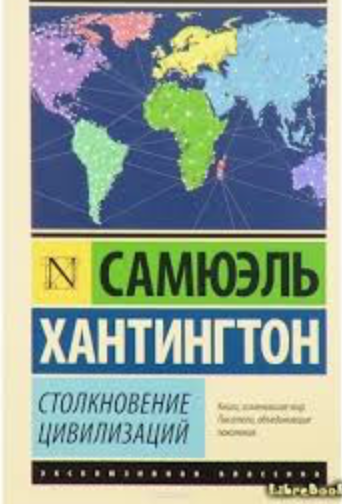 N
САМЮЭЛЬ
ХАНТИНГТОН
СТОЛКНОВЕНИЕ
ЦИВИЛИЗАЦИЙ
Книги, изменившие мир.
Писатели, объединившие
поколения.
ЭКСКЛЮЗИВНАЯ КЛАССИКА
LibreBook